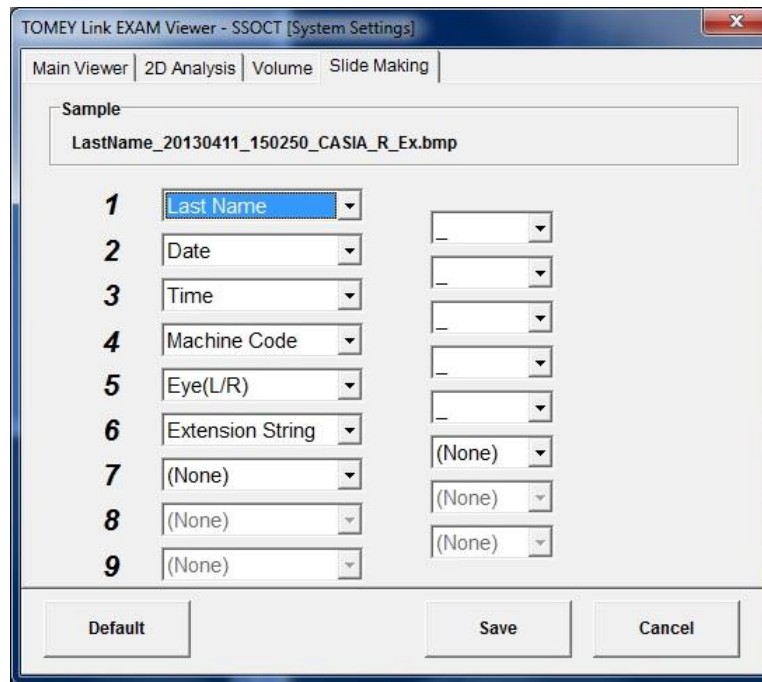 TOMEY Link EXAM Viewer - SSOCT [System Settings]
Main Viewer 2D Analysis Volume Slide Making
Sample
LastName_20130411_150250_CASIA_R_Ex.bmp
1 Last Name
_
2 Date
_
3 Time
_
4 Machine Code
_
5 Eye(L/R)
_
6 Extension String
(None)
7 (None)
(None)
8 (None)
(None)
9 (None)
Default Save Cancel